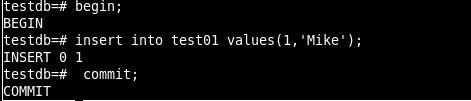 testdb=# begin;
BEGIN
testdb=# insert into test01 values(1,'Mike');
INSERT 0 1
testdb=#  commit;
COMMIT